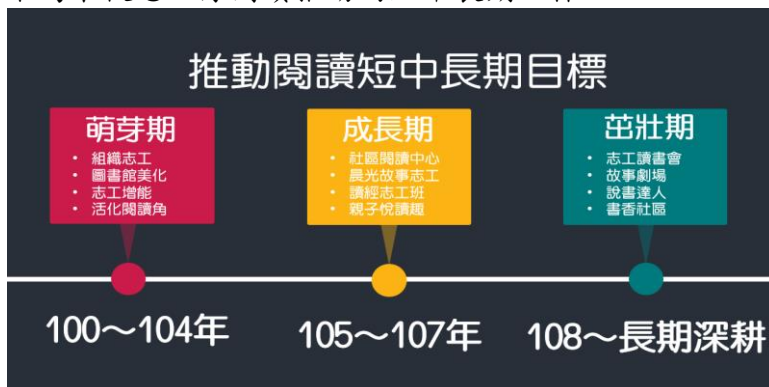 推動閱讀短中長期目標
萌芽期
• 組織志工
• 圖書館美化
• 志工增能
• 活化閱讀角
成長期
• 社區閱讀中心
• 晨光故事志工
• 讀經志工班
• 親子悅讀趣
茁壯期
• 志工讀書會
• 故事劇場
• 說書達人
• 書香社區
100～104年
105～107年
108～長期深耕